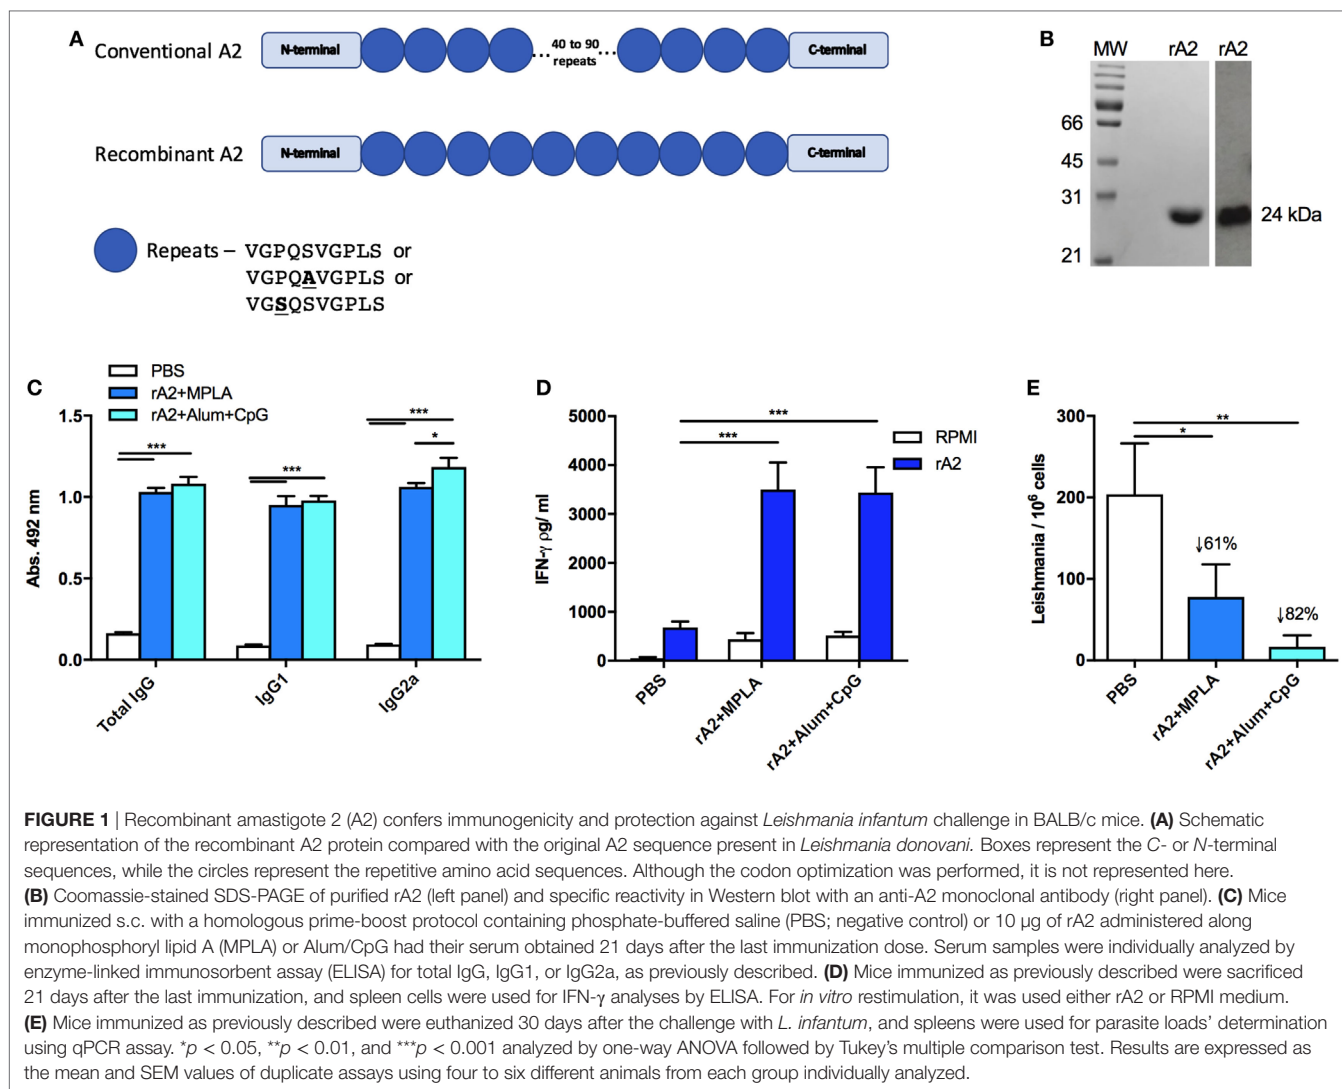 A
Conventional A2
N-terminal
... 40 to 90 ...
repeats
C-terminal
Recombinant A2
N-terminal
C-terminal
Repeats – VGPQSVGPLS or
VGPQAVGPLS or
VGSQSVGPLS
B
MW rA2 rA2
66
45
31
24 kDa
21
C
PBS
rA2+MPLA
rA2+Alum+CpG
Abs. 492 nm
1.5
1.0
0.5
0.0
***
***
***
*
Total IgG
IgG1
IgG2a
D
IFN-γ ρg/ ml
5000
4000
3000
2000
1000
0
***
***
RPMI
rA2
PBS
rA2+MPLA
rA2+Alum+CpG
E
Leishmania / 10⁶ cells
300
200
100
0
**
*
↓61%
↓82%
PBS
rA2+MPLA
rA2+Alum+CpG
FIGURE 1 | Recombinant amastigote 2 (A2) confers immunogenicity and protection against Leishmania infantum challenge in BALB/c mice. (A) Schematic
representation of the recombinant A2 protein compared with the original A2 sequence present in Leishmania donovani. Boxes represent the C- or N-terminal
sequences, while the circles represent the repetitive amino acid sequences. Although the codon optimization was performed, it is not represented here.
(B) Coomassie-stained SDS-PAGE of purified rA2 (left panel) and specific reactivity in Western blot with an anti-A2 monoclonal antibody (right panel). (C) Mice
immunized s.c. with a homologous prime-boost protocol containing phosphate-buffered saline (PBS; negative control) or 10 μg of rA2 administered along
monophosphoryl lipid A (MPLA) or Alum/CpG had their serum obtained 21 days after the last immunization dose. Serum samples were individually analyzed by
enzyme-linked immunosorbent assay (ELISA) for total IgG, IgG1, or IgG2a, as previously described. (D) Mice immunized as previously described were sacrificed
21 days after the last immunization, and spleen cells were used for IFN-γ analyses by ELISA. For in vitro restimulation, it was used either rA2 or RPMI medium.
(E) Mice immunized as previously described were euthanized 30 days after the challenge with L. infantum, and spleens were used for parasite loads' determination
using qPCR assay. *p < 0.05, **p < 0.01, and ***p < 0.001 analyzed by one-way ANOVA followed by Tukey's multiple comparison test. Results are expressed as
the mean and SEM values of duplicate assays using four to six different animals from each group individually analyzed.